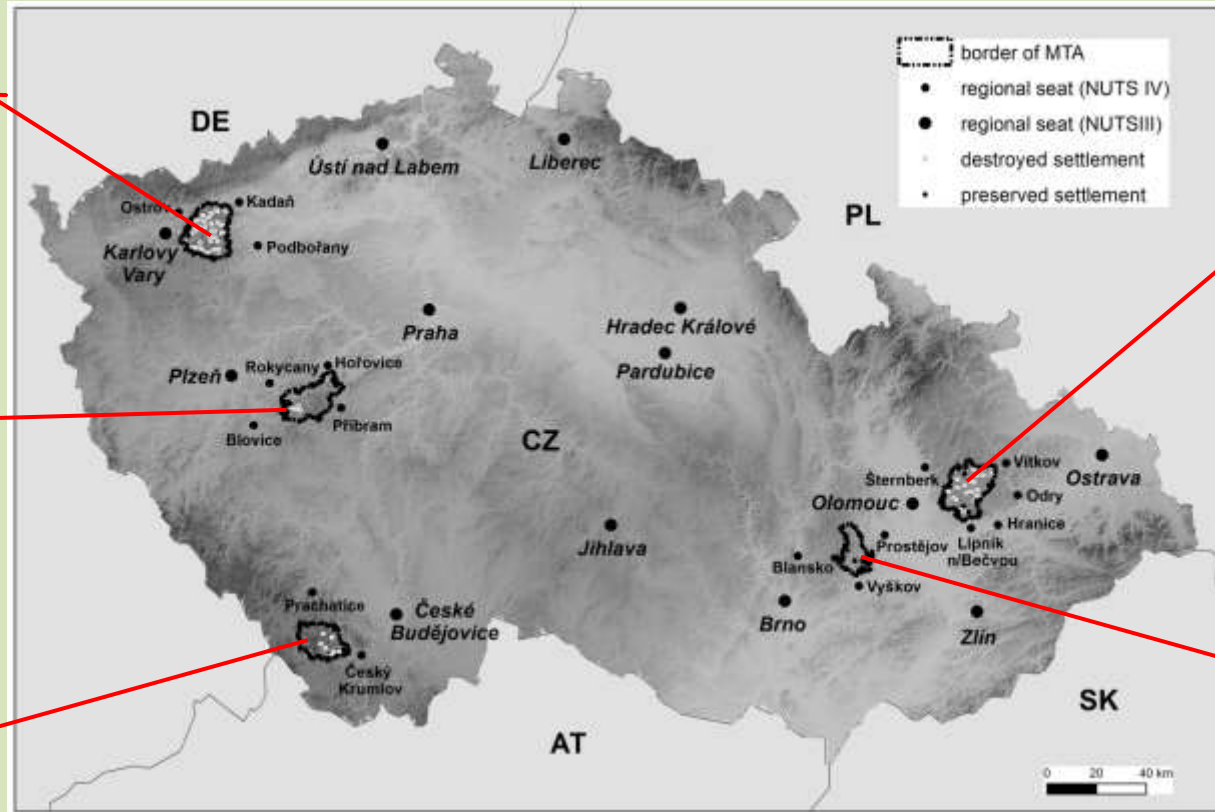 border of MTA
regional seat (NUTS IV)
regional seat (NUTSIII)
destroyed settlement
preserved settlement
DE
Ústí nad Labem
Liberec
PL
Ostrov
Kadaň
Karlovy
Vary
Podbořany
Praha
Hradec Králové
Pardubice
Plzeň
Rokycany
Hořovice
Příbram
Blovice
CZ
Šternberk
Vítkov
Ostrava
Olomouc
Odry
Hranice
Lipník
n/Bečvou
Jihlava
Prostějov
Blansko
Vyškov
Brno
Zlín
Prachatice
České
Budějovice
Český
Krumlov
SK
AT
0 20 40 km